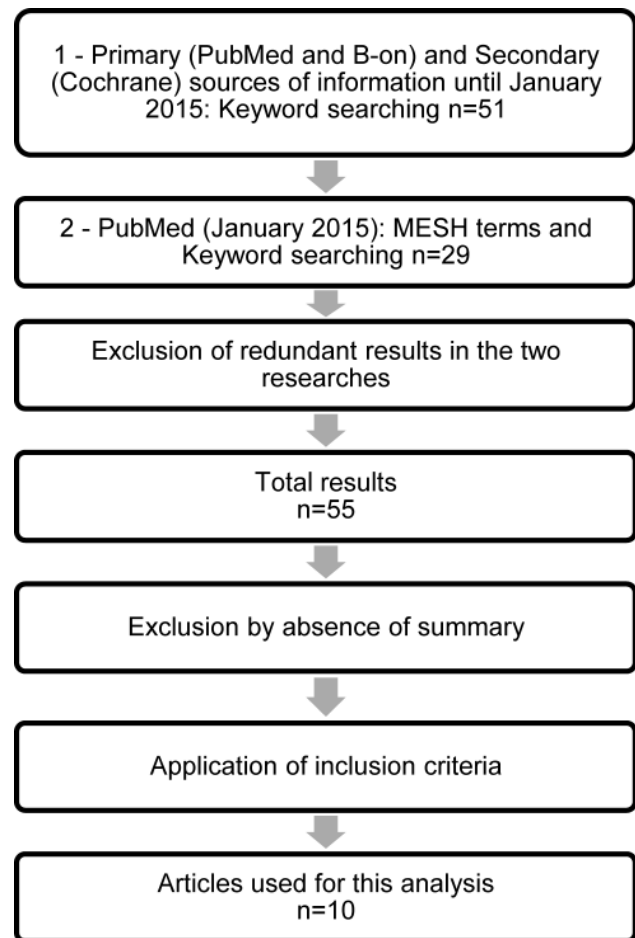 1 - Primary (PubMed and B-on) and Secondary
(Cochrane) sources of information until January
2015: Keyword searching n=51
2 - PubMed (January 2015): MESH terms and
Keyword searching n=29
Exclusion of redundant results in the two
researches
Total results
n=55
Exclusion by absence of summary
Application of inclusion criteria
Articles used for this analysis
n=10